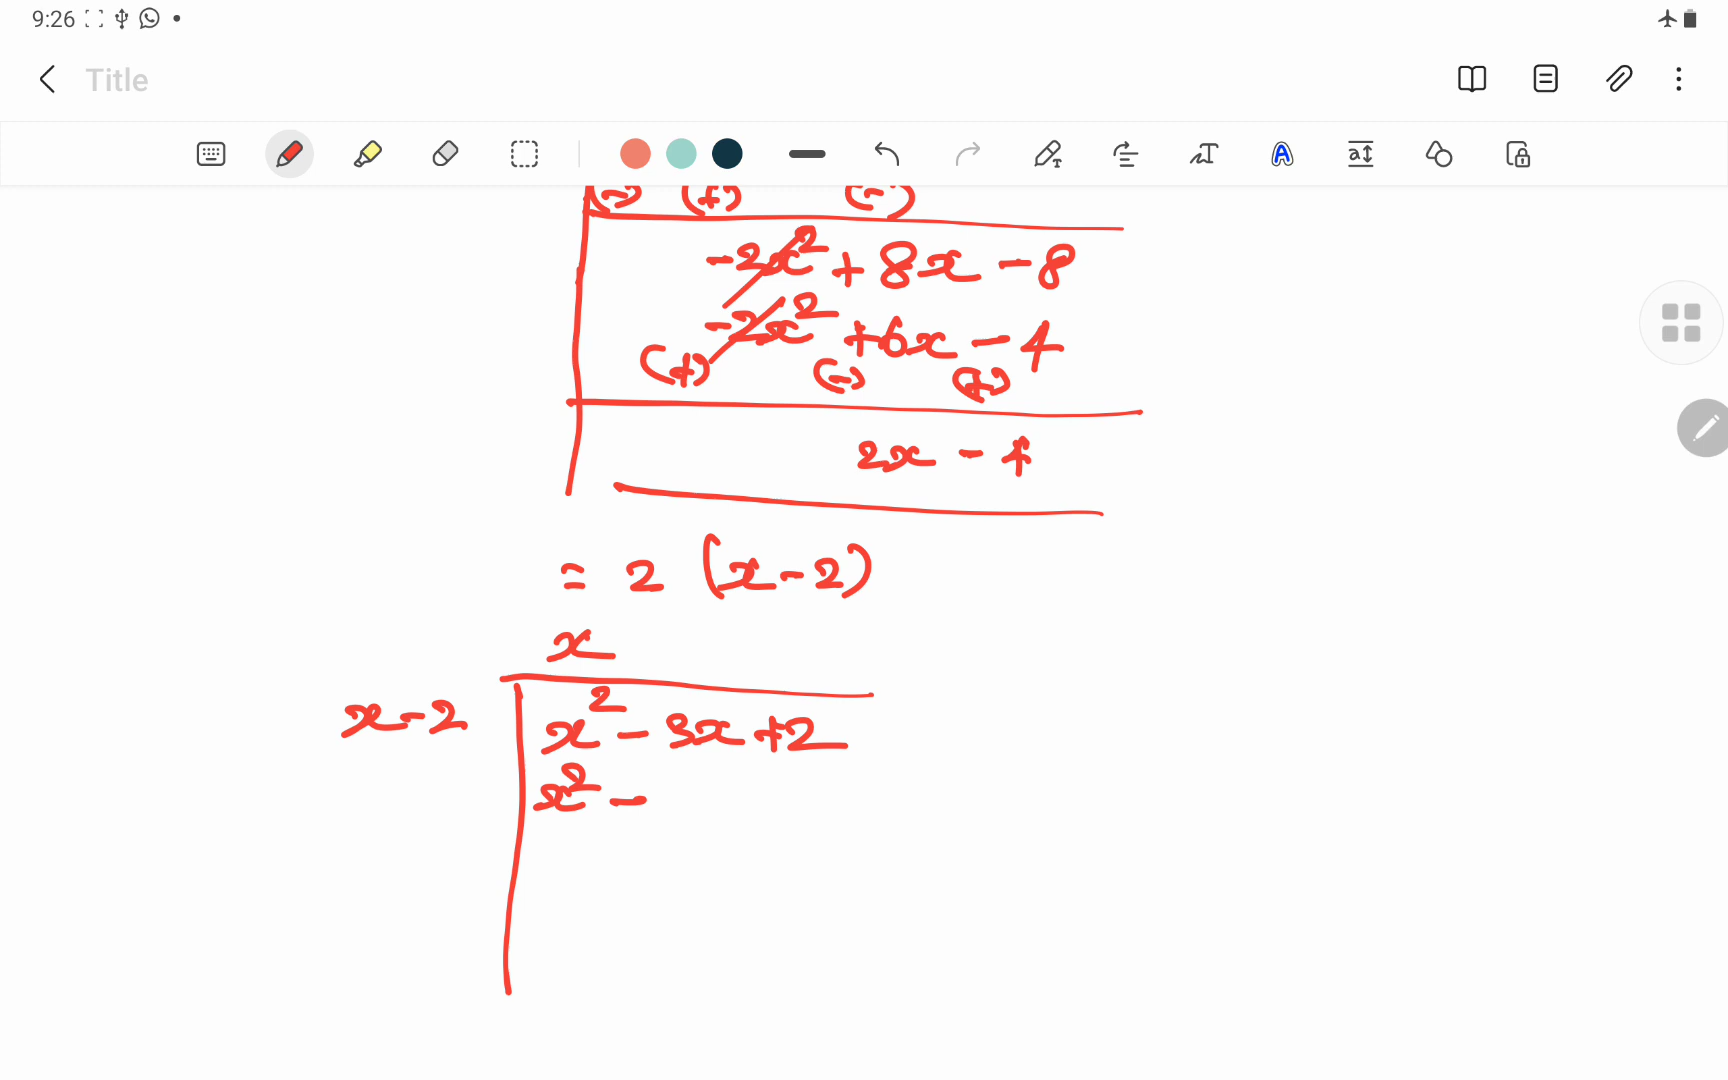 9:26
Title
(-) (+) (-)
-2x² + 8x - 8
-2x² + 6x - 4
(+) (-) (+)
2x - 4
= 2 (x-2)
x
x-2 x² - 3x + 2
x² -